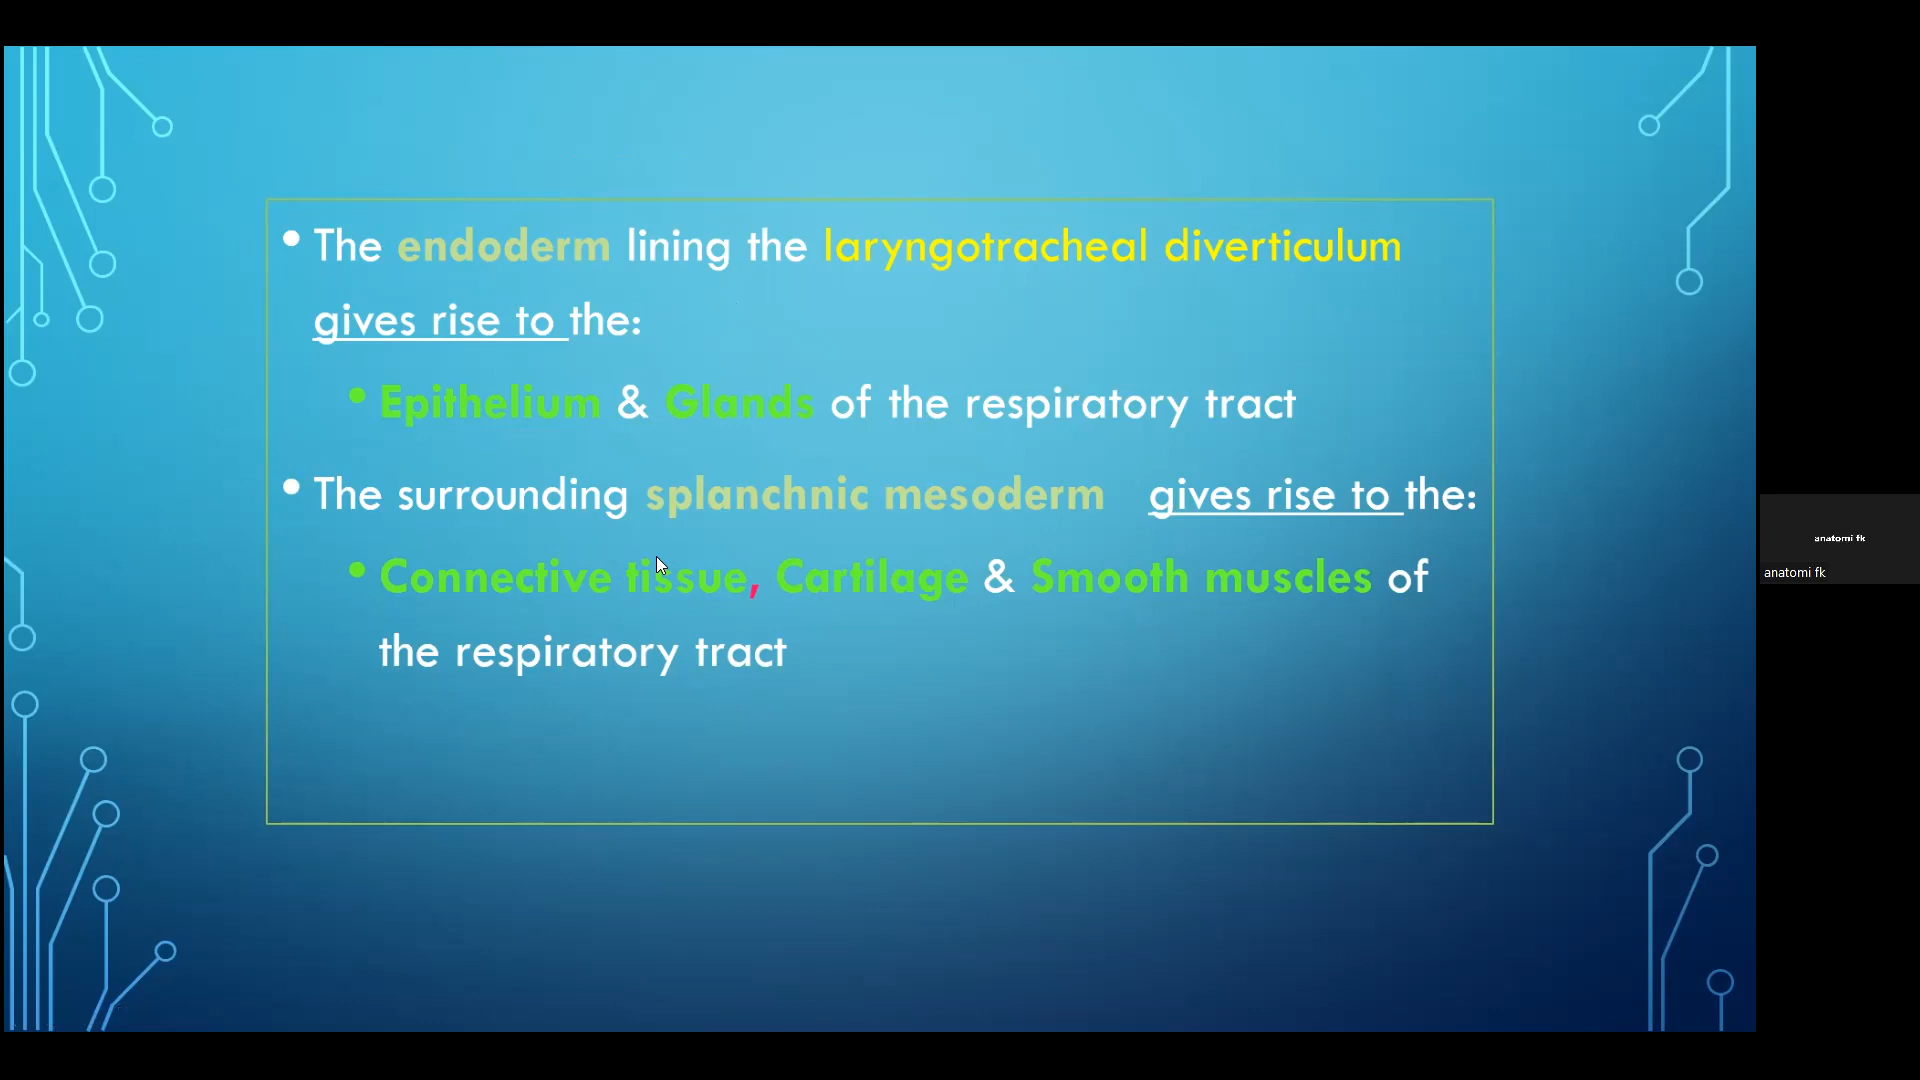 • The endoderm lining the laryngotracheal diverticulum
gives rise to the:
• Epithelium & Glands of the respiratory tract
• The surrounding splanchnic mesoderm gives rise to the:
• Connective tissue, Cartilage & Smooth muscles of
the respiratory tract
anatomi fk
anatomi fk